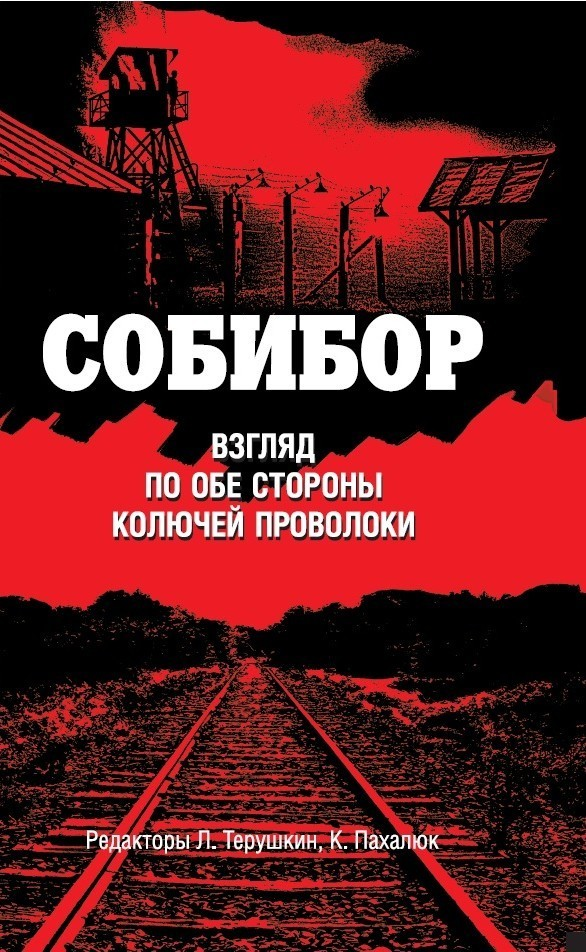 СОБИБОР
ВЗГЛЯД
ПО ОБЕ СТОРОНЫ
КОЛЮЧЕЙ ПРОВОЛОКИ
Редакторы Л. Терушкин, К. Пахалюк